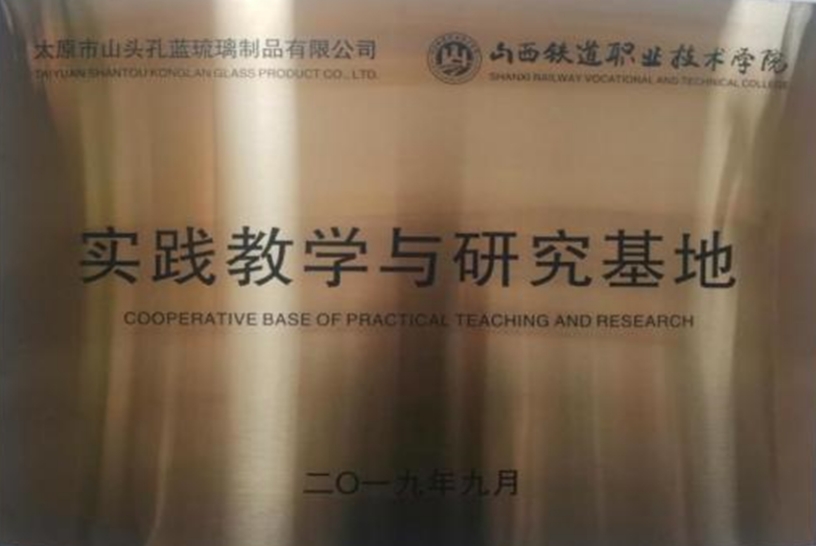 太原市山头孔蓝琉璃制品有限公司
TAIYUAN SHANTOU KONGLAN GLASS PRODUCT CO., LTD.
山西铁道职业技术学院
SHANXI RAILWAY VOCATIONAL AND TECHNICAL COLLEGE
实践教学与研究基地
COOPERATIVE BASE OF PRACTICAL TEACHING AND RESEARCH
二〇一九年九月